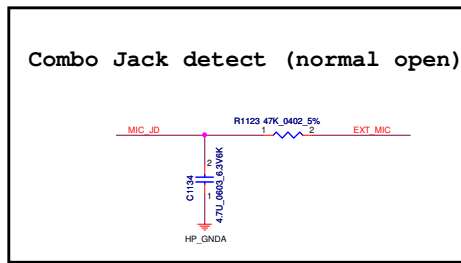 Combo Jack detect (normal open)
R1123 47K_0402_5%
MIC_JD
1
2
EXT_MIC
2
C1134
4.7U_0603_6.3V6K
1
HP_GNDA